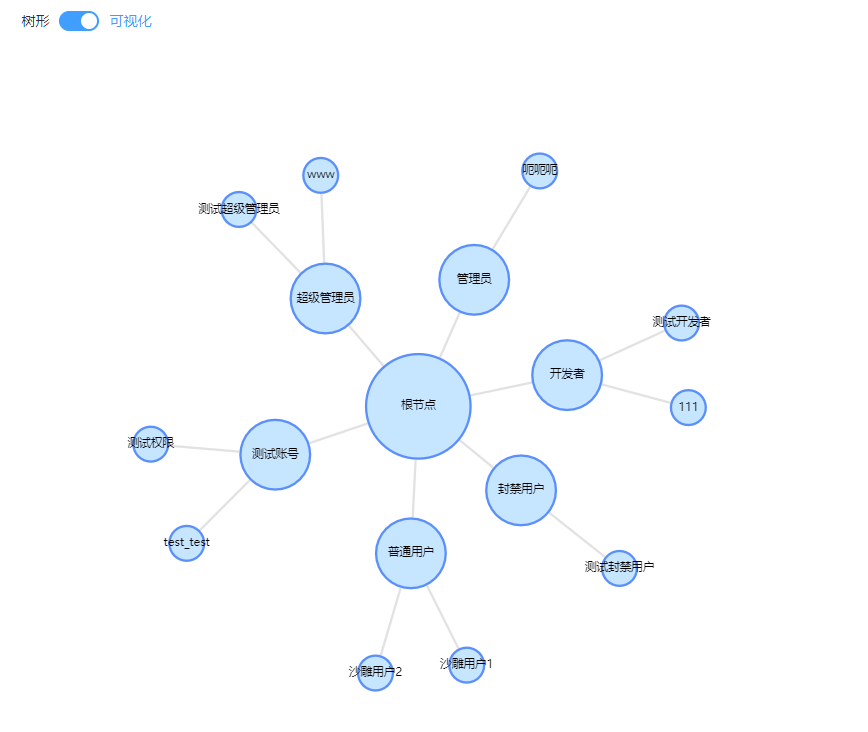 树形
可视化
呃呃呃
www
测试超级管理员
管理员
超级管理员
测试开发者
开发者
根节点
111
测试权限
测试账号
封禁用户
test_test
普通用户
测试封禁用户
沙雕用户1
沙雕用户2